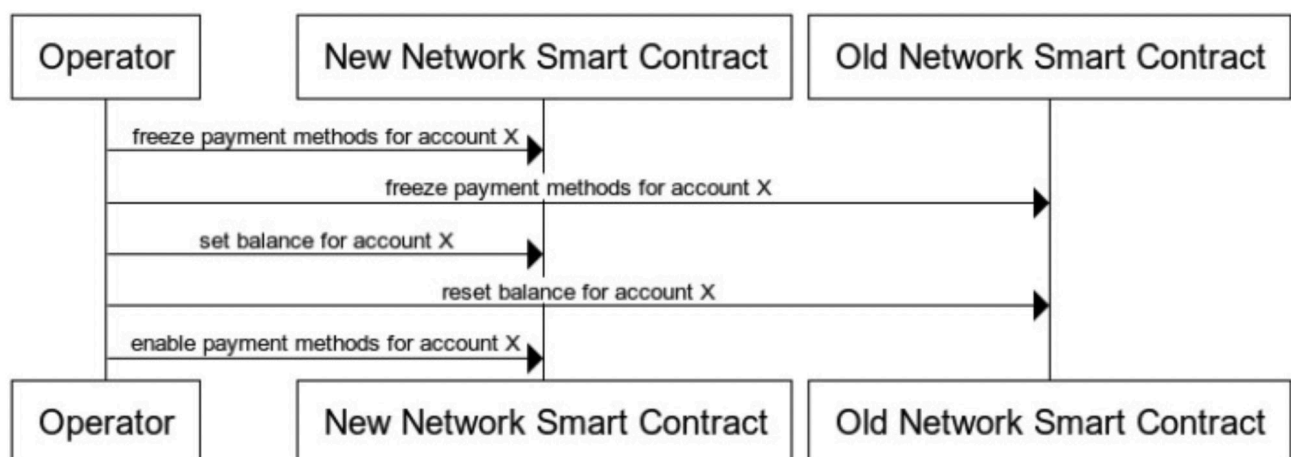 Operator
New Network Smart Contract
Old Network Smart Contract
freeze payment methods for account X
freeze payment methods for account X
set balance for account X
reset balance for account X
enable payment methods for account X
Operator
New Network Smart Contract
Old Network Smart Contract